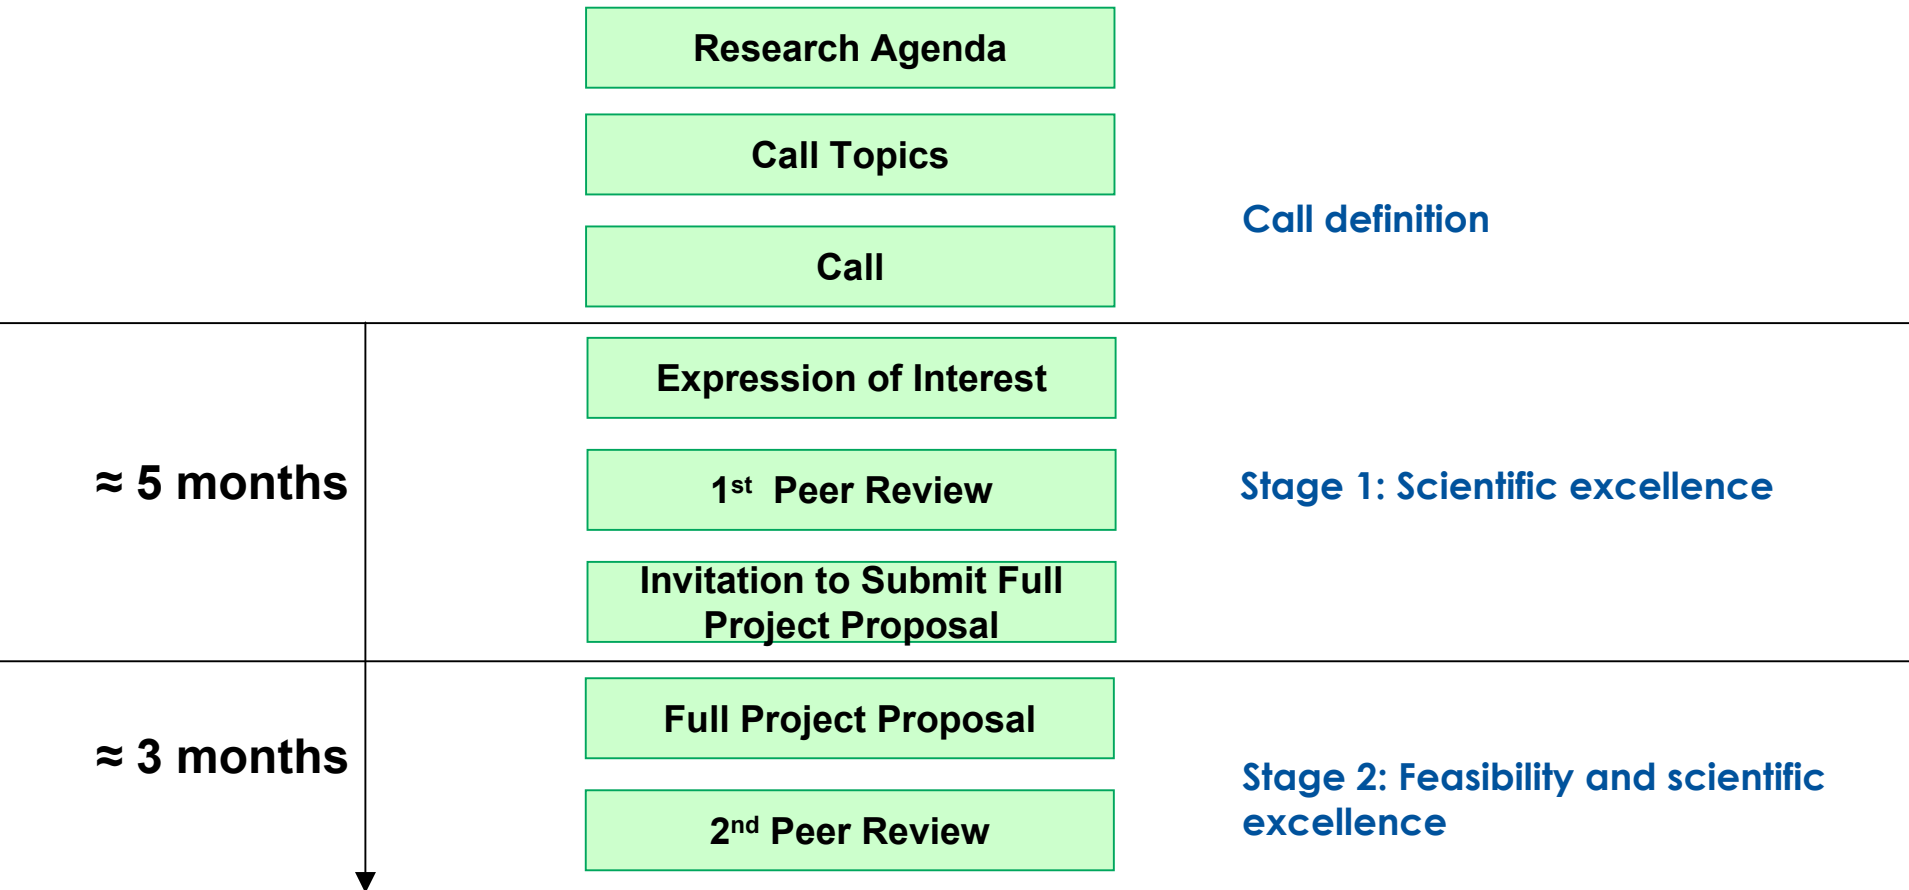 Research Agenda
Call Topics
Call definition
Call
Expression of Interest
≈ 5 months
1st Peer Review
Stage 1: Scientific excellence
Invitation to Submit Full
Project Proposal
Full Project Proposal
≈ 3 months
Stage 2: Feasibility and scientific
excellence
2nd Peer Review